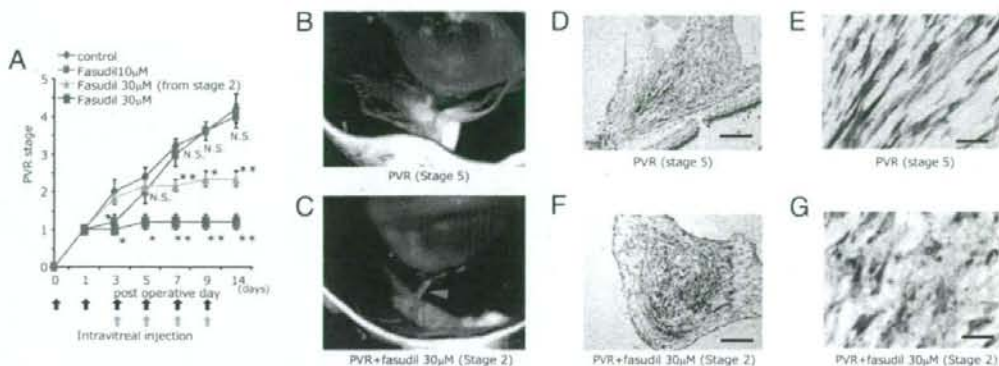 A
control
Fasudil10μM
Fasudil 30μM (from stage 2)
Fasudil 30μM
PVR stage
5
4
3
2
1
0
N.S.
N.S.
N.S.
N.S.
**
*
**
*
*
*
**
**
**
0 1 3 5 7 9 14 (days)
post operative day
Intravitreal injection
B
PVR (Stage 5)
C
PVR+fasudil 30μM (Stage 2)
D
PVR (stage 5)
E
PVR (stage 5)
F
PVR+fasudil 30μM (Stage 2)
G
PVR+fasudil 30μM (Stage 2)